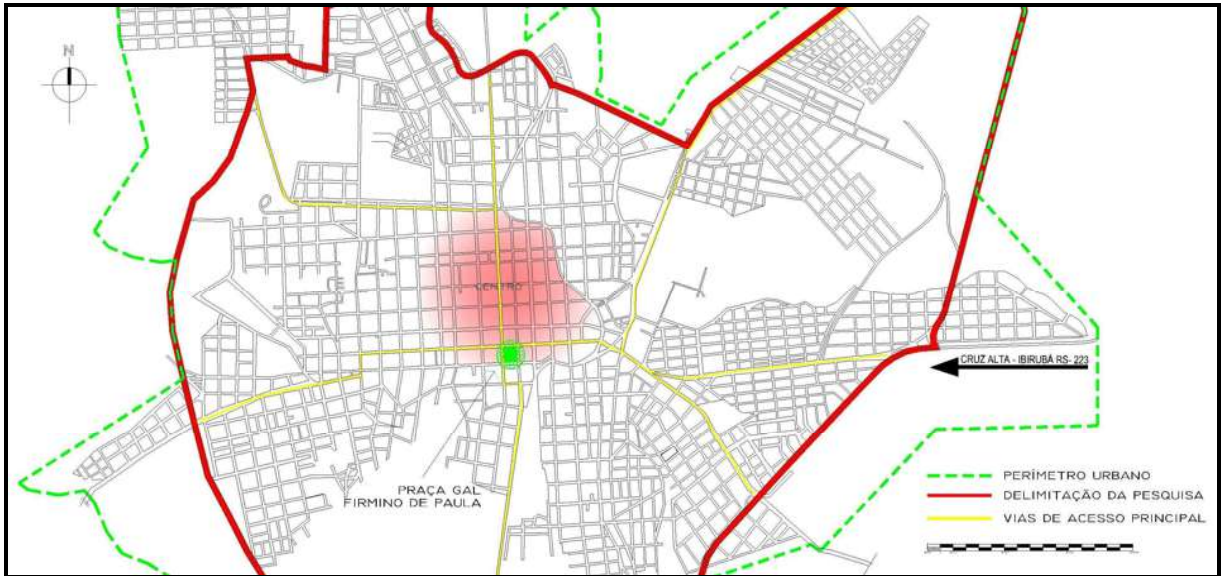 N
CENTRO
CRUZ ALTA - IBIRUBÁ RS- 223
PRAÇA GAL
FIRMINO DE PAULA
PERÍMETRO URBANO
DELIMITAÇÃO DA PESQUISA
VIAS DE ACESSO PRINCIPAL